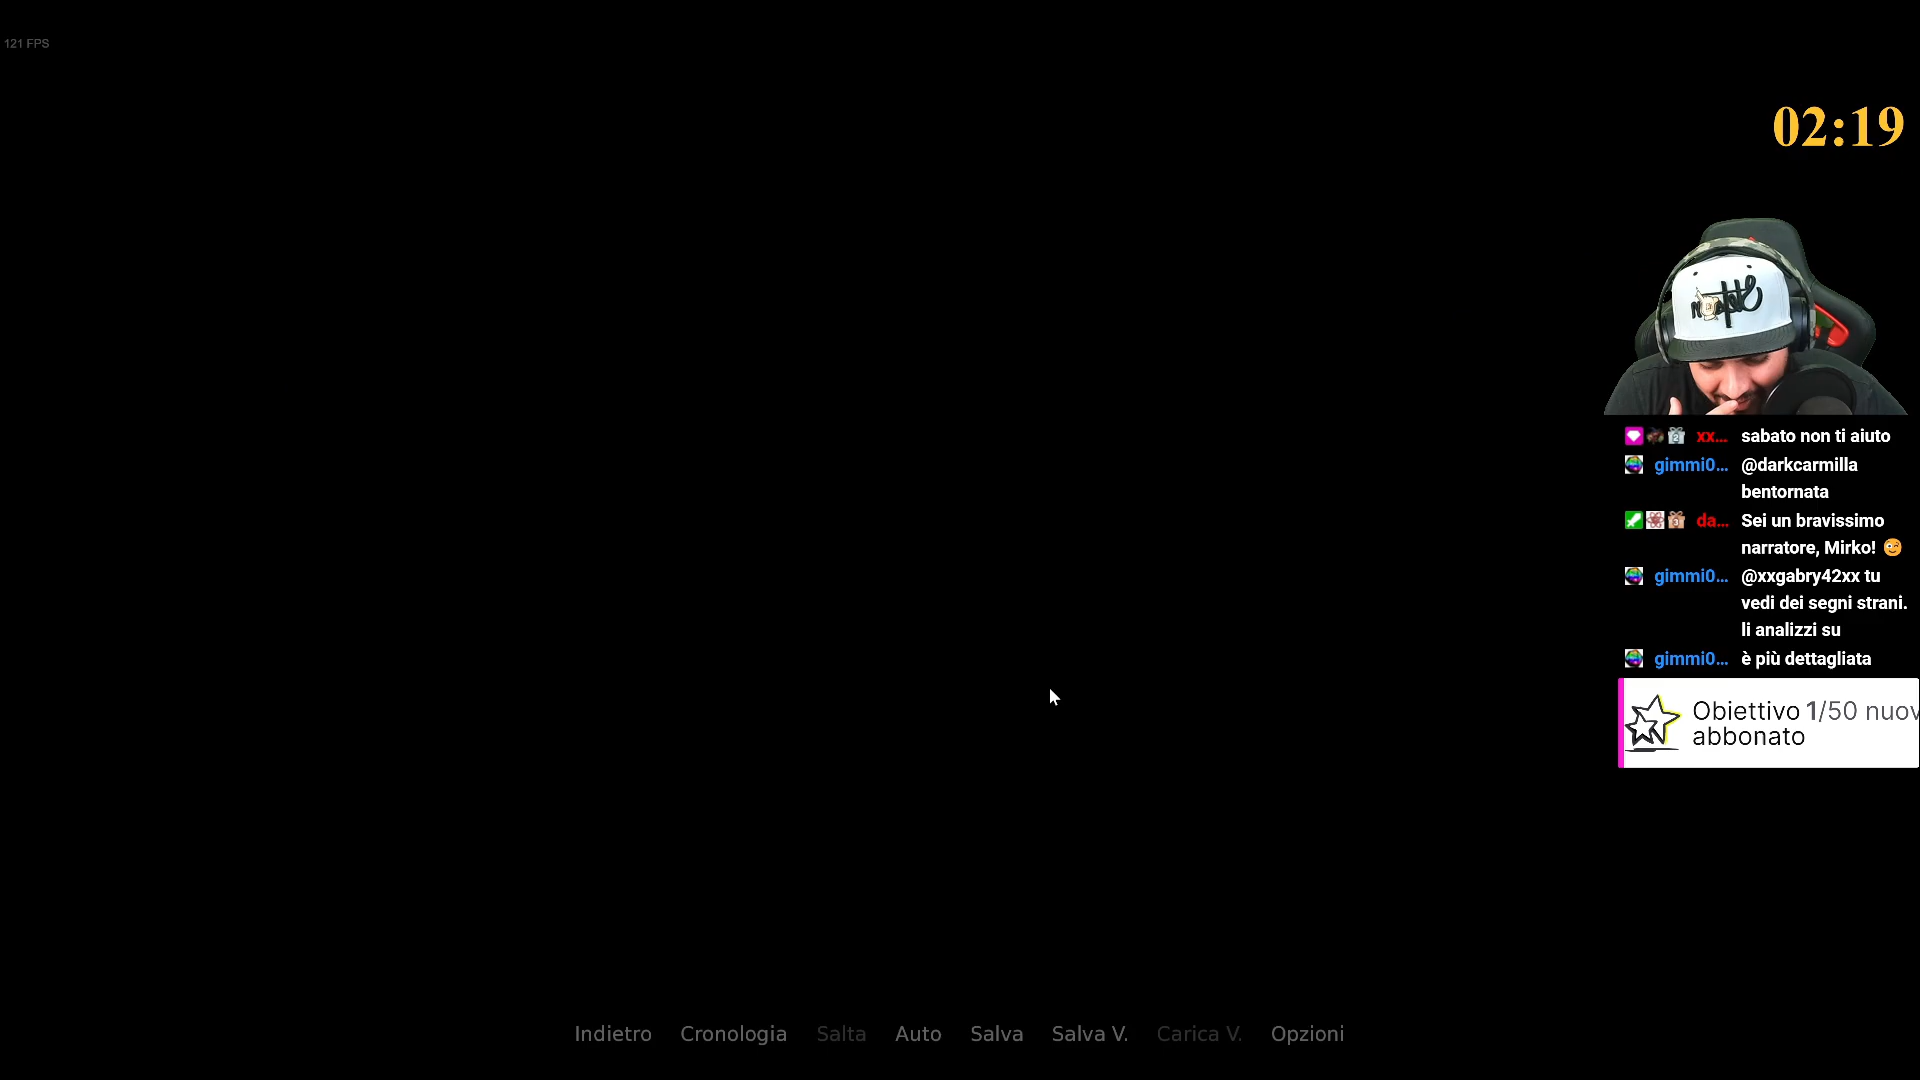 121 FPS
02:19
xx... sabato non ti aiuto
gimmi0... @darkcarmilla
bentornata
da... Sei un bravissimo
narratore, Mirko! 😉
gimmi0... @xxgabry42xx tu
vedi dei segni strani.
li analizzi su
gimmi0... è più dettagliata
Obiettivo 1/50 nuov
abbonato
Indietro Cronologia Salta Auto Salva Salva V. Carica V. Opzioni